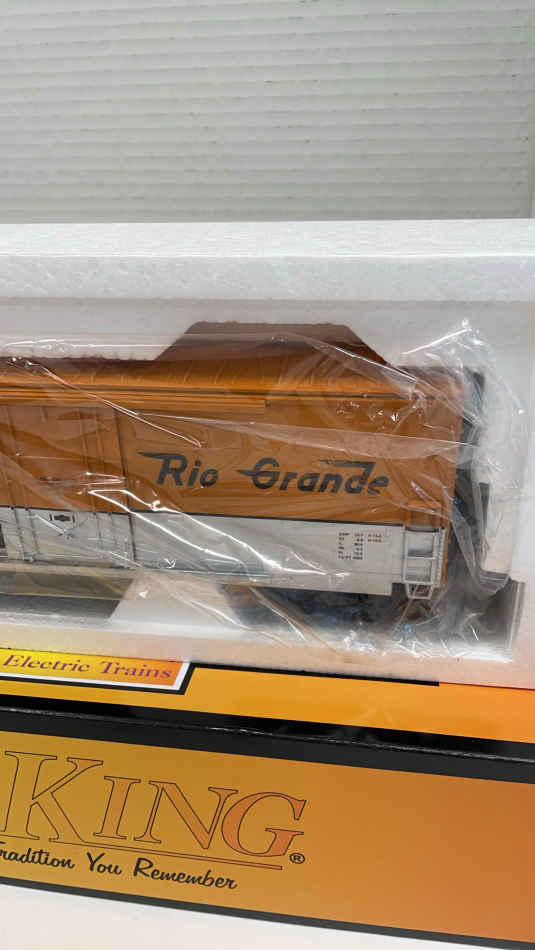 Rio Grande
Electric Trains
KING®
Tradition You Remember